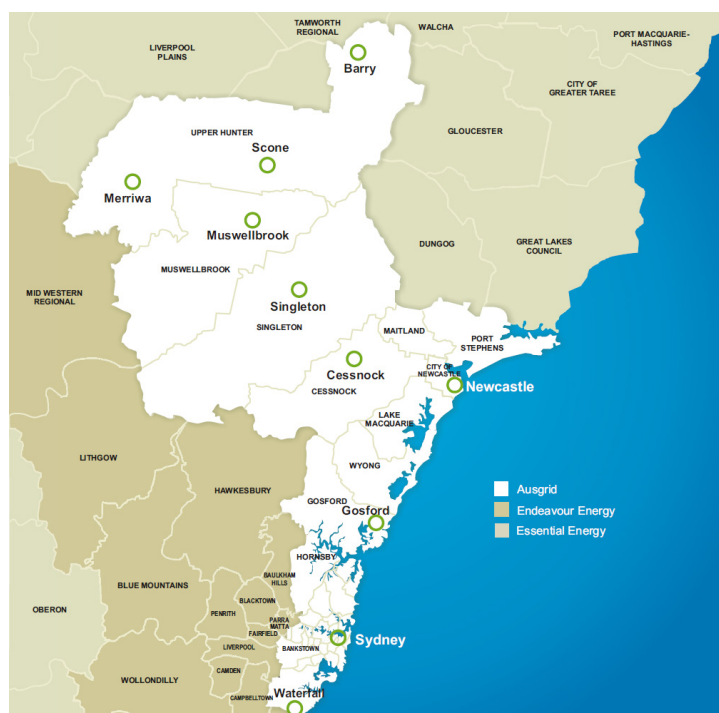 TAMWORTH
REGIONAL
WALCHA
PORT MACQUARIE-
HASTINGS
LIVERPOOL
PLAINS
Barry
CITY OF
GREATER TAREE
UPPER HUNTER
GLOUCESTER
Scone
Merriwa
Muswellbrook
DUNGOG
GREAT LAKES
COUNCIL
MUSWELLBROOK
MID WESTERN
REGIONAL
Singleton
SINGLETON
MAITLAND
PORT
STEPHENS
Cessnock
CITY OF
NEWCASTLE
CESSNOCK
Newcastle
LAKE
MACQUARIE
LITHGOW
WYONG
HAWKESBURY
GOSFORD
Gosford
Ausgrid
Endeavour Energy
Essential Energy
HORNSBY
BAULKHAM
HILLS
BLUE MOUNTAINS
BLACKTOWN
OBERON
PENRITH
PARRA
MATTA
FAIRFIELD
Sydney
LIVERPOOL
BANKSTOWN
CAMDEN
WOLLONDILLY
CAMPBELLTOWN
Waterfall